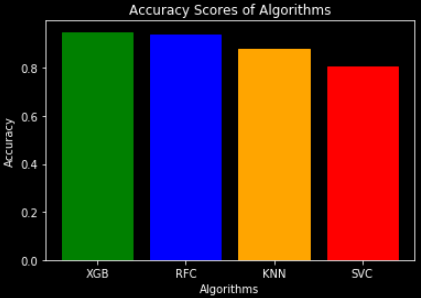 Accuracy Scores of Algorithms
0.8
0.6
0.4
0.2
0.0
Accuracy
XGB RFC KNN SVC
Algorithms